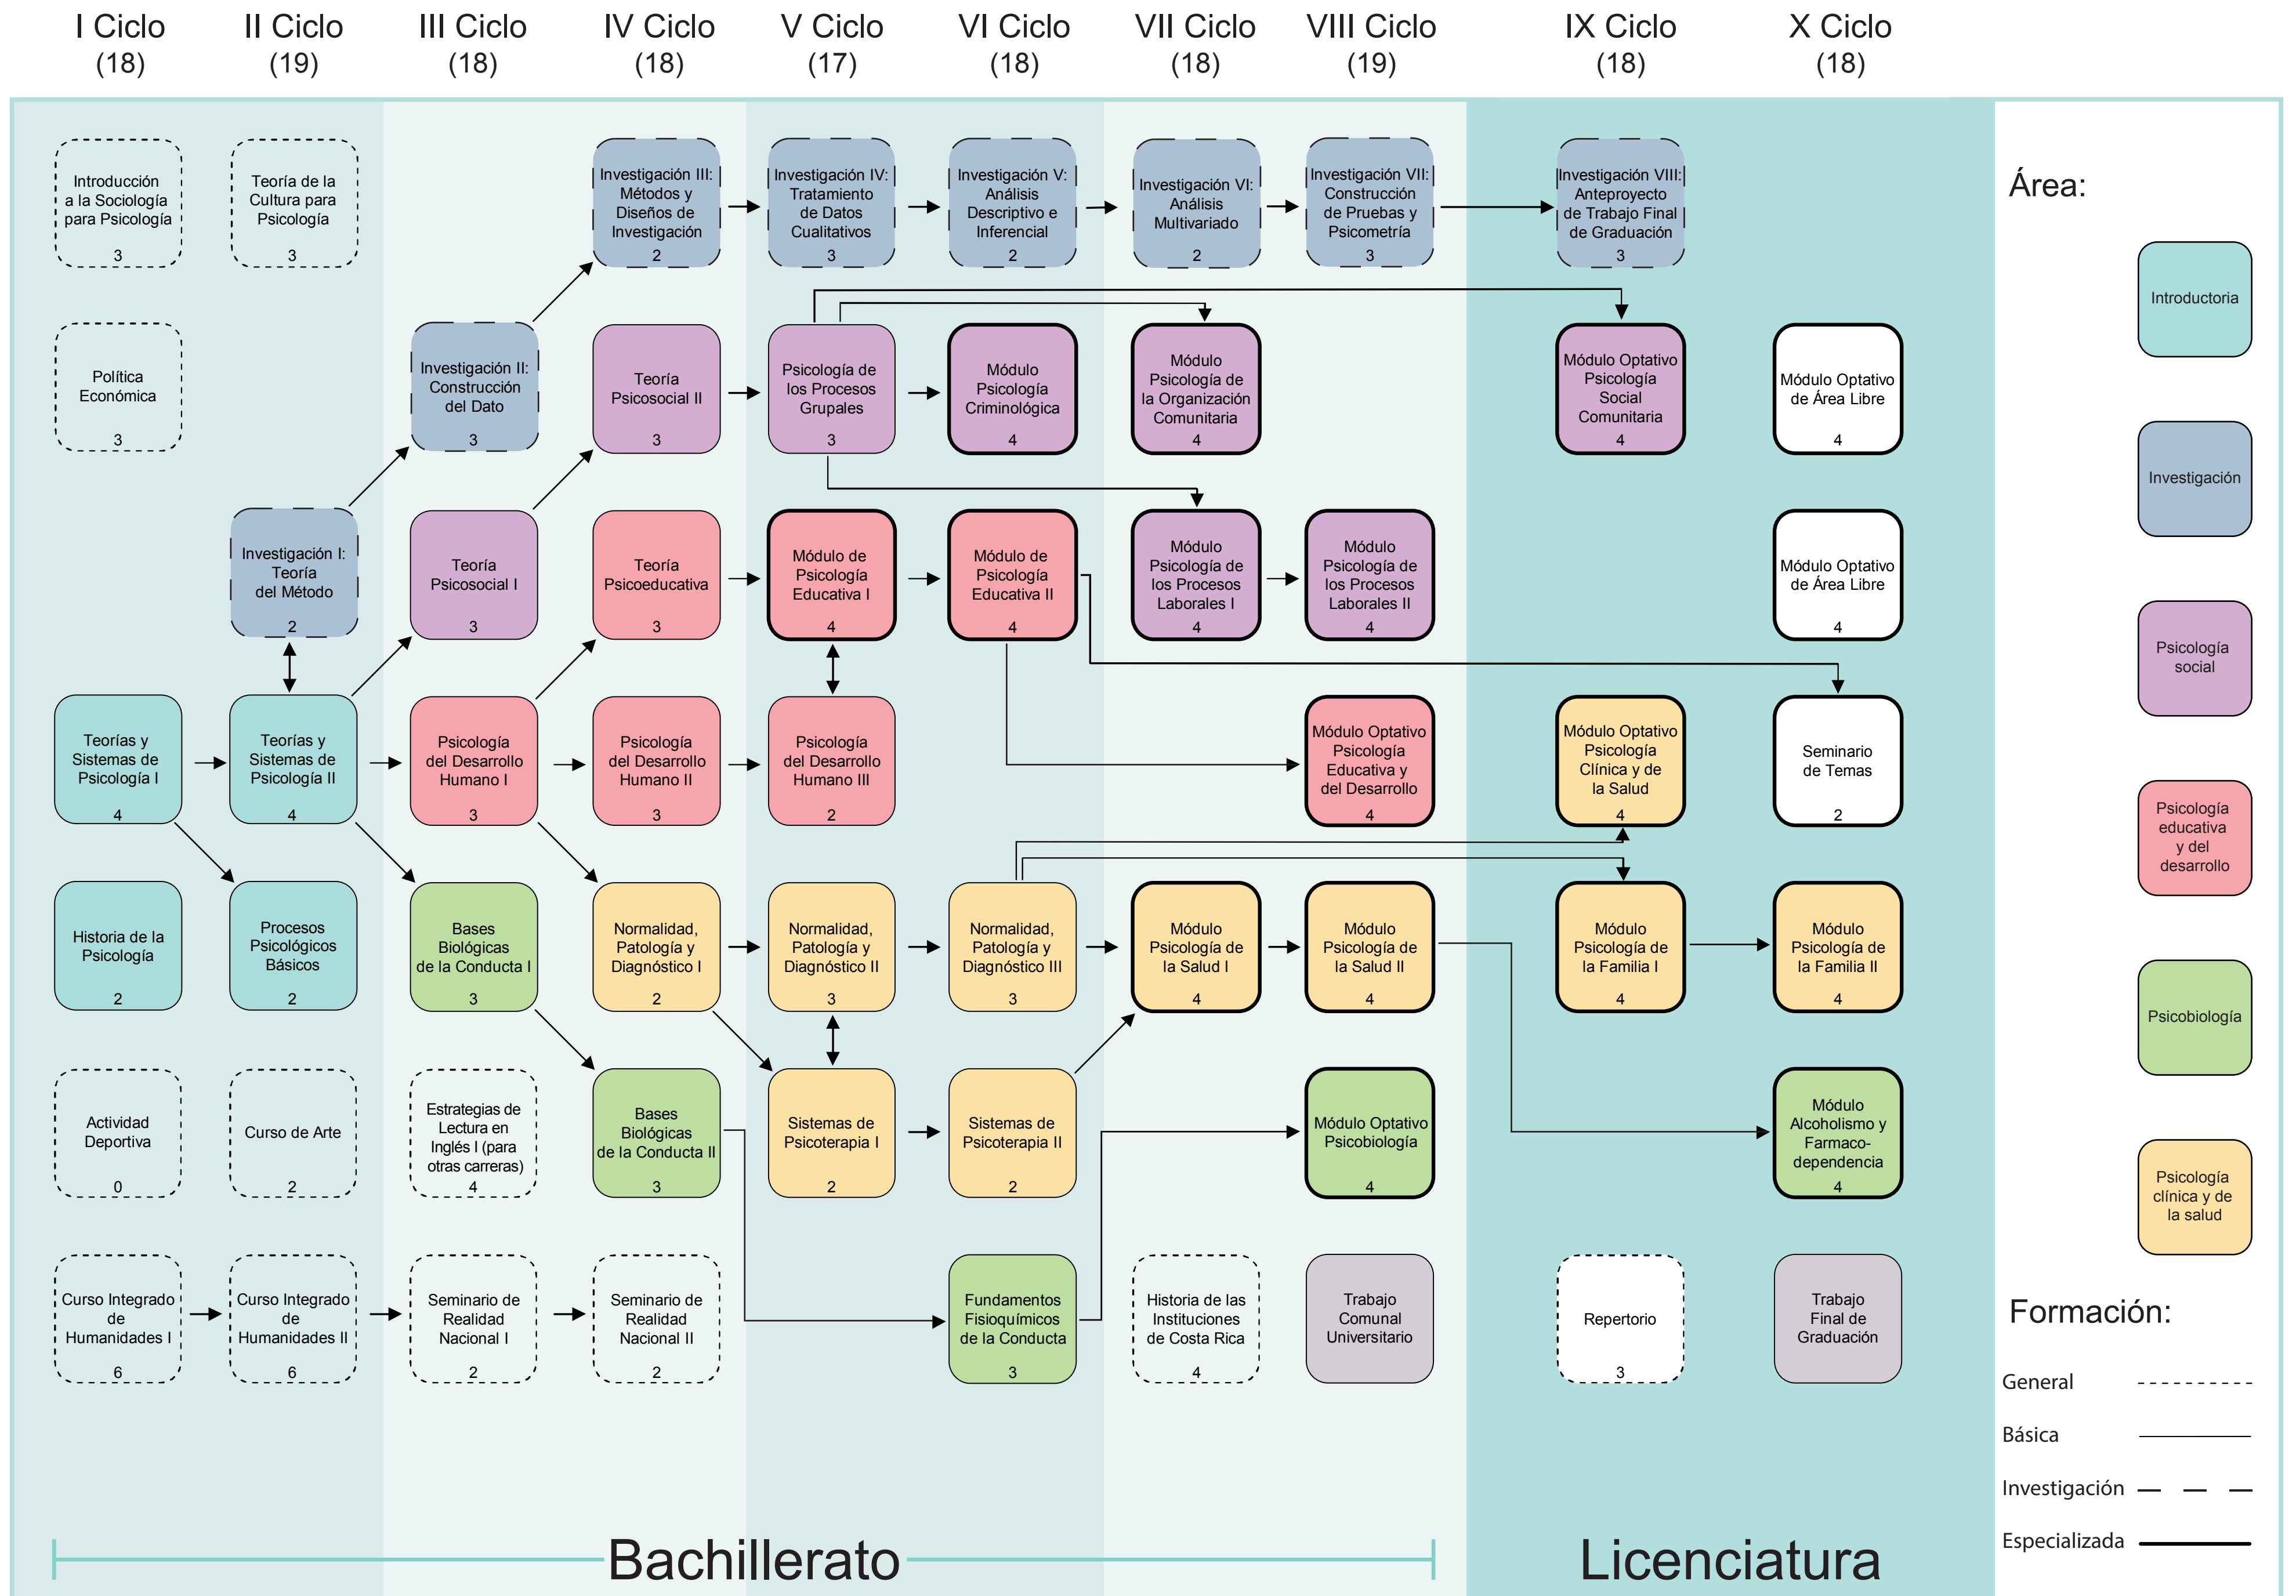 I Ciclo
(18)
II Ciclo
(19)
III Ciclo
(18)
IV Ciclo
(18)
V Ciclo
(17)
VI Ciclo
(18)
VII Ciclo
(18)
VIII Ciclo
(19)
IX Ciclo
(18)
X Ciclo
(18)
Introducción
a la Sociología
para Psicología
3
Teoría de la
Cultura para
Psicología
3
Investigación III:
Métodos y
Diseños de
Investigación
2
Investigación IV:
Tratamiento
de Datos
Cualitativos
3
Investigación V:
Análisis
Descriptivo e
Inferencial
2
Investigación VI:
Análisis
Multivariado
2
Investigación VII:
Construcción
de Pruebas y
Psicometría
3
Investigación VIII:
Anteproyecto
de Trabajo Final
de Graduación
3
Política
Económica
3
Investigación II:
Construcción
del Dato
3
Teoría
Psicosocial II
3
Psicología de
los Procesos
Grupales
3
Módulo
Psicología
Criminológica
4
Módulo
Psicología de
la Organización
Comunitaria
4
Módulo Optativo
Psicología
Social
Comunitaria
4
Módulo Optativo
de Área Libre
4
Investigación I:
Teoría
del Método
2
Teoría
Psicosocial I
3
Teoría
Psicoeducativa
3
Módulo de
Psicología
Educativa I
4
Módulo de
Psicología
Educativa II
4
Módulo
Psicología de
los Procesos
Laborales I
4
Módulo
Psicología de
los Procesos
Laborales II
4
Módulo Optativo
de Área Libre
4
Teorías y
Sistemas de
Psicología I
4
Teorías y
Sistemas de
Psicología II
4
Psicología
del Desarrollo
Humano I
3
Psicología
del Desarrollo
Humano II
3
Psicología
del Desarrollo
Humano III
2
Módulo Optativo
Psicología
Educativa y
del Desarrollo
4
Módulo Optativo
Psicología
Clínica y de
la Salud
4
Seminario
de Temas
2
Historia de la
Psicología
2
Procesos
Psicológicos
Básicos
2
Bases
Biológicas
de la Conducta I
3
Normalidad,
Patología y
Diagnóstico I
2
Normalidad,
Patología y
Diagnóstico II
3
Normalidad,
Patología y
Diagnóstico III
3
Módulo
Psicología de
la Salud I
4
Módulo
Psicología de
la Salud II
4
Módulo
Psicología de
la Familia I
4
Módulo
Psicología de
la Familia II
4
Actividad
Deportiva
0
Curso de Arte
2
Estrategias de
Lectura en
Inglés I (para
otras carreras)
4
Bases
Biológicas
de la Conducta II
3
Sistemas de
Psicoterapia I
2
Sistemas de
Psicoterapia II
2
Módulo Optativo
Psicobiología
4
Módulo
Alcoholismo y
Farmaco-
dependencia
4
Curso Integrado
de
Humanidades I
6
Curso Integrado
de
Humanidades II
6
Seminario de
Realidad
Nacional I
2
Seminario de
Realidad
Nacional II
2
Fundamentos
Fisioquímicos
de la Conducta
3
Historia de las
Instituciones
de Costa Rica
4
Trabajo
Comunal
Universitario
Repertorio
3
Trabajo
Final de
Graduación
Bachillerato
Licenciatura
Área:
Introductoria
Investigación
Psicología
social
Psicología
educativa
y del
desarrollo
Psicobiología
Psicología
clínica y de
la salud
Formación:
General
Básica
Investigación
Especializada